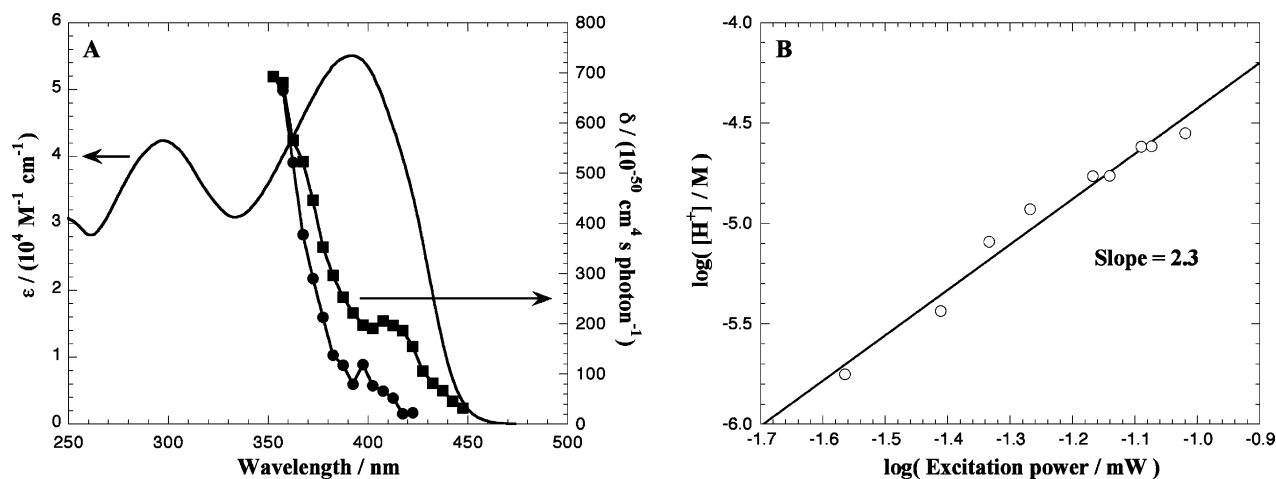 A
6
5
4
3
2
1
0
ε / (10⁴ M⁻¹ cm⁻¹)
250 300 350 400 450 500
Wavelength / nm
800
700
600
500
400
300
200
100
0
δ / (10⁻⁵⁰ cm⁴ s photon⁻¹)
B
-4.0
-4.5
-5.0
-5.5
-6.0
log( [H⁺] / M)
Slope = 2.3
-1.7 -1.6 -1.5 -1.4 -1.3 -1.2 -1.1 -1 -0.9
log( Excitation power / mW )